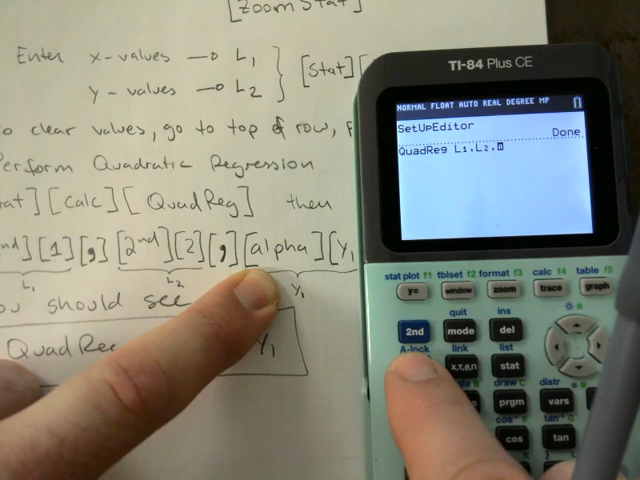 [ZoomStat]
Enter x-values → L1
y-values → L2
[Stat][
to clear values, go to top of row,
Perform Quadratic Regression
[Calc][QuadReg] then
[1][,][2nd][2][,][alpha][Y1
L1 L2 Y1
you should see
QuadReg Y1
TI-84 Plus CE
NORMAL FLOAT AUTO REAL DEGREE MP
SetUpEditor
Done
QuadReg L1,L2,
stat plot f1 tblset f2 format f3 calc f4 table f5
y= window zoom trace graph
quit ins
2nd mode del
A-lock link list
X,T,θ,n stat
draw distr
prgm vars
cos tan